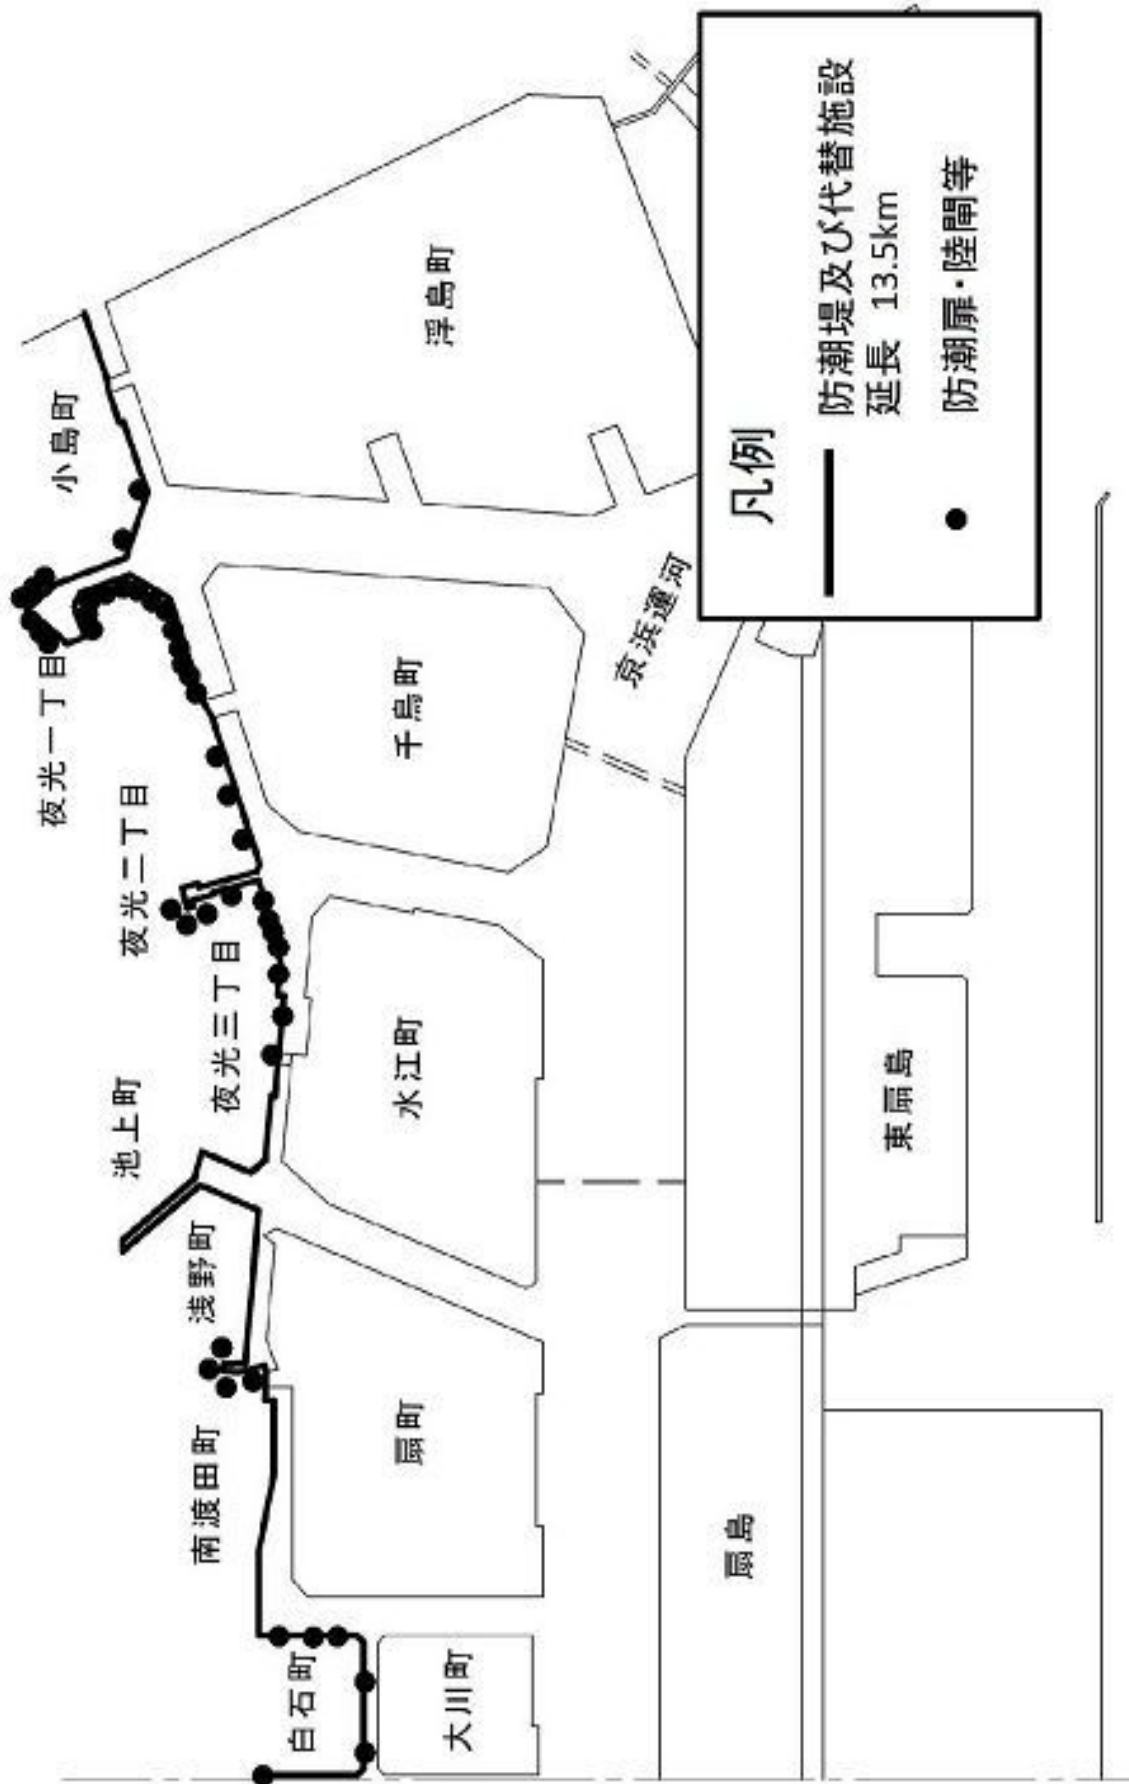 小島町
夜光一丁目
夜光二丁目
夜光三丁目
池上町
浅野町
南渡田町
白石町
浮島町
千鳥町
水江町
扇町
大川町
京浜運河
東扇島
扇島
凡例
防潮堤及び代替施設
延長 13.5km
防潮扉・陸閘等